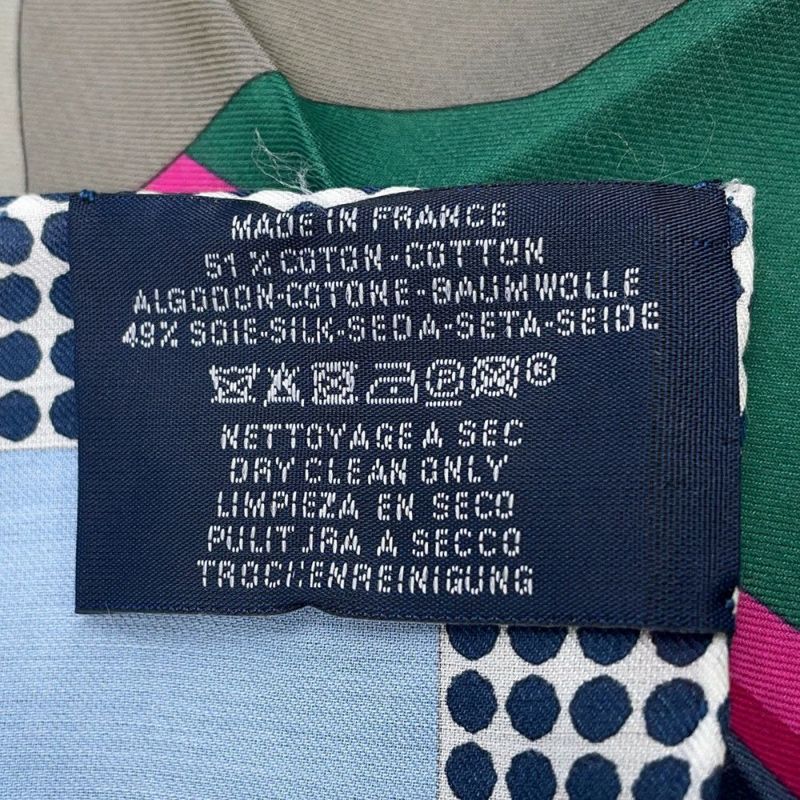 MADE IN FRANCE
51 % COTON-COTTON
ALGODON-COTONE-BAUMWOLLE
49% SOIE-SILK-SEDA-SETA-SEIDE
NETTOYAGE A SEC
DRY CLEAN ONLY
LIMPIEZA EN SECO
PULITURA A SECCO
TROCKENREINIGUNG